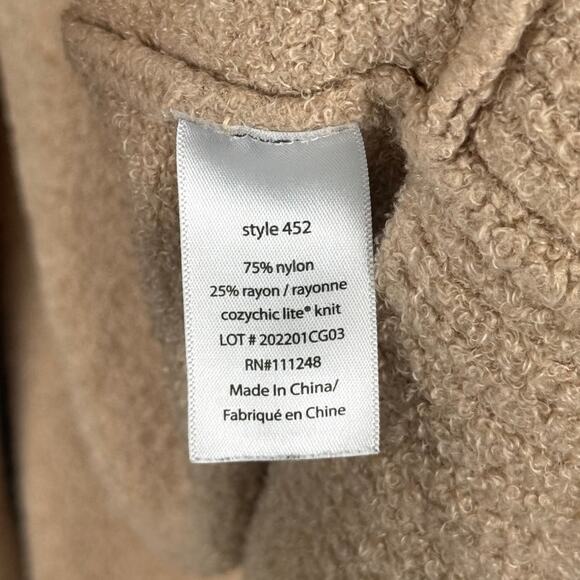 style 452
75% nylon
25% rayon / rayonne
cozychic lite® knit
LOT # 202201CG03
RN#111248
Made In China/
Fabriqué en Chine